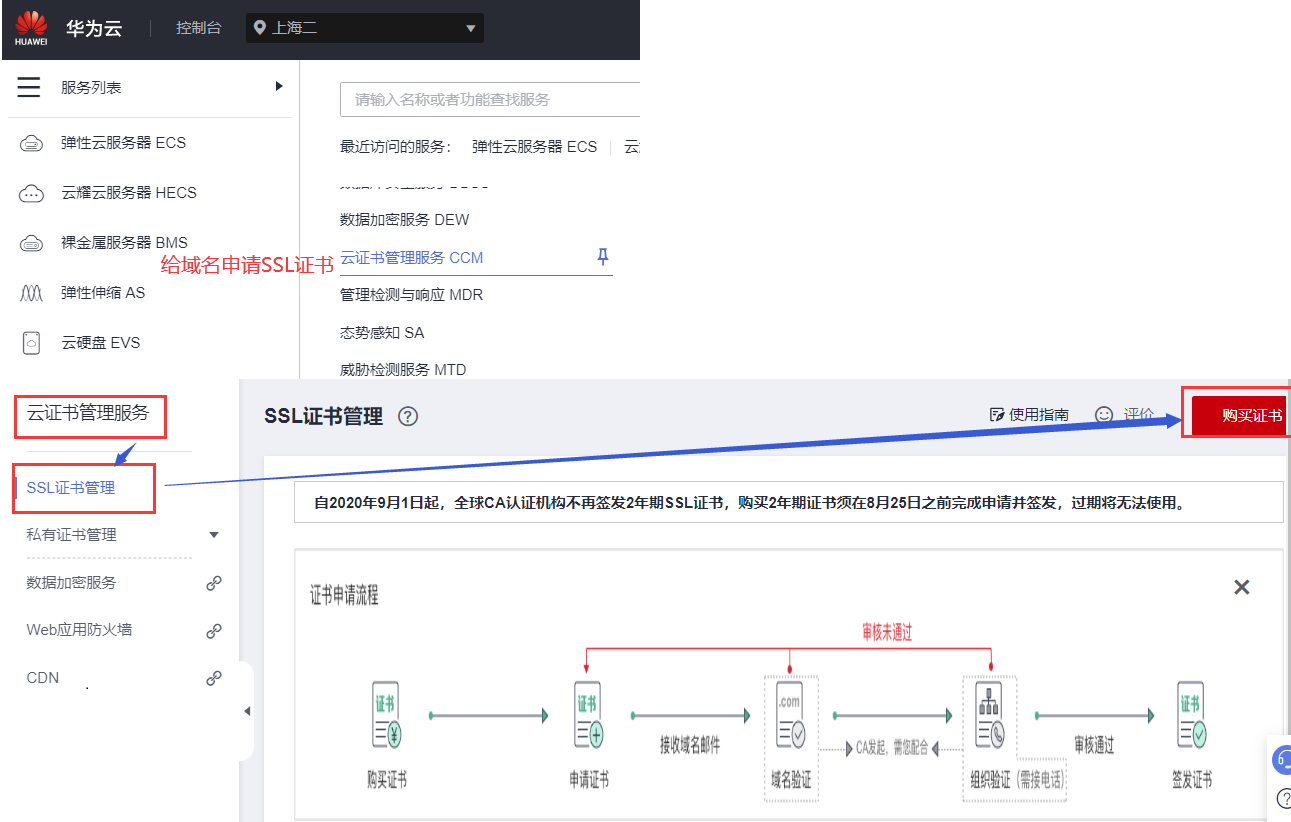 HUAWEI
华为云
控制台
上海二
服务列表
请输入名称或者功能查找服务
最近访问的服务：
弹性云服务器 ECS
弹性云服务器 ECS
云耀云服务器 HECS
数据加密服务 DEW
裸金属服务器 BMS
云证书管理服务 CCM
给域名申请SSL证书
弹性伸缩 AS
管理检测与响应 MDR
态势感知 SA
云硬盘 EVS
威胁检测服务 MTD
云证书管理服务
SSL证书管理
使用指南
评价
购买证书
SSL证书管理
私有证书管理
数据加密服务
Web应用防火墙
CDN
自2020年9月1日起，全球CA认证机构不再签发2年期SSL证书，购买2年期证书须在8月25日之前完成申请并签发，过期将无法使用。
证书申请流程
审核未通过
证书
证书
.com
证书
接收域名邮件
CA发起，需您配合
审核通过
购买证书
申请证书
域名验证
组织验证（需接电话）
签发证书